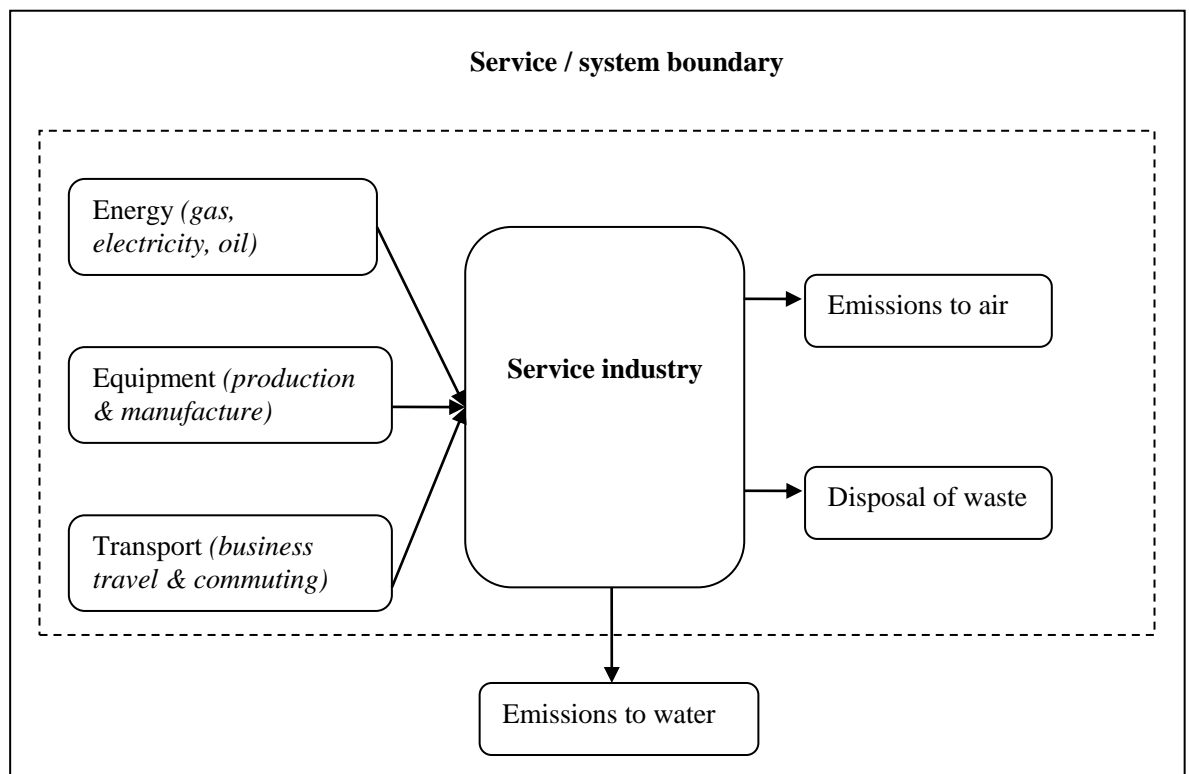 Service / system boundary
Energy (gas,
electricity, oil)
Equipment (production
& manufacture)
Transport (business
travel & commuting)
Service industry
Emissions to air
Disposal of waste
Emissions to water